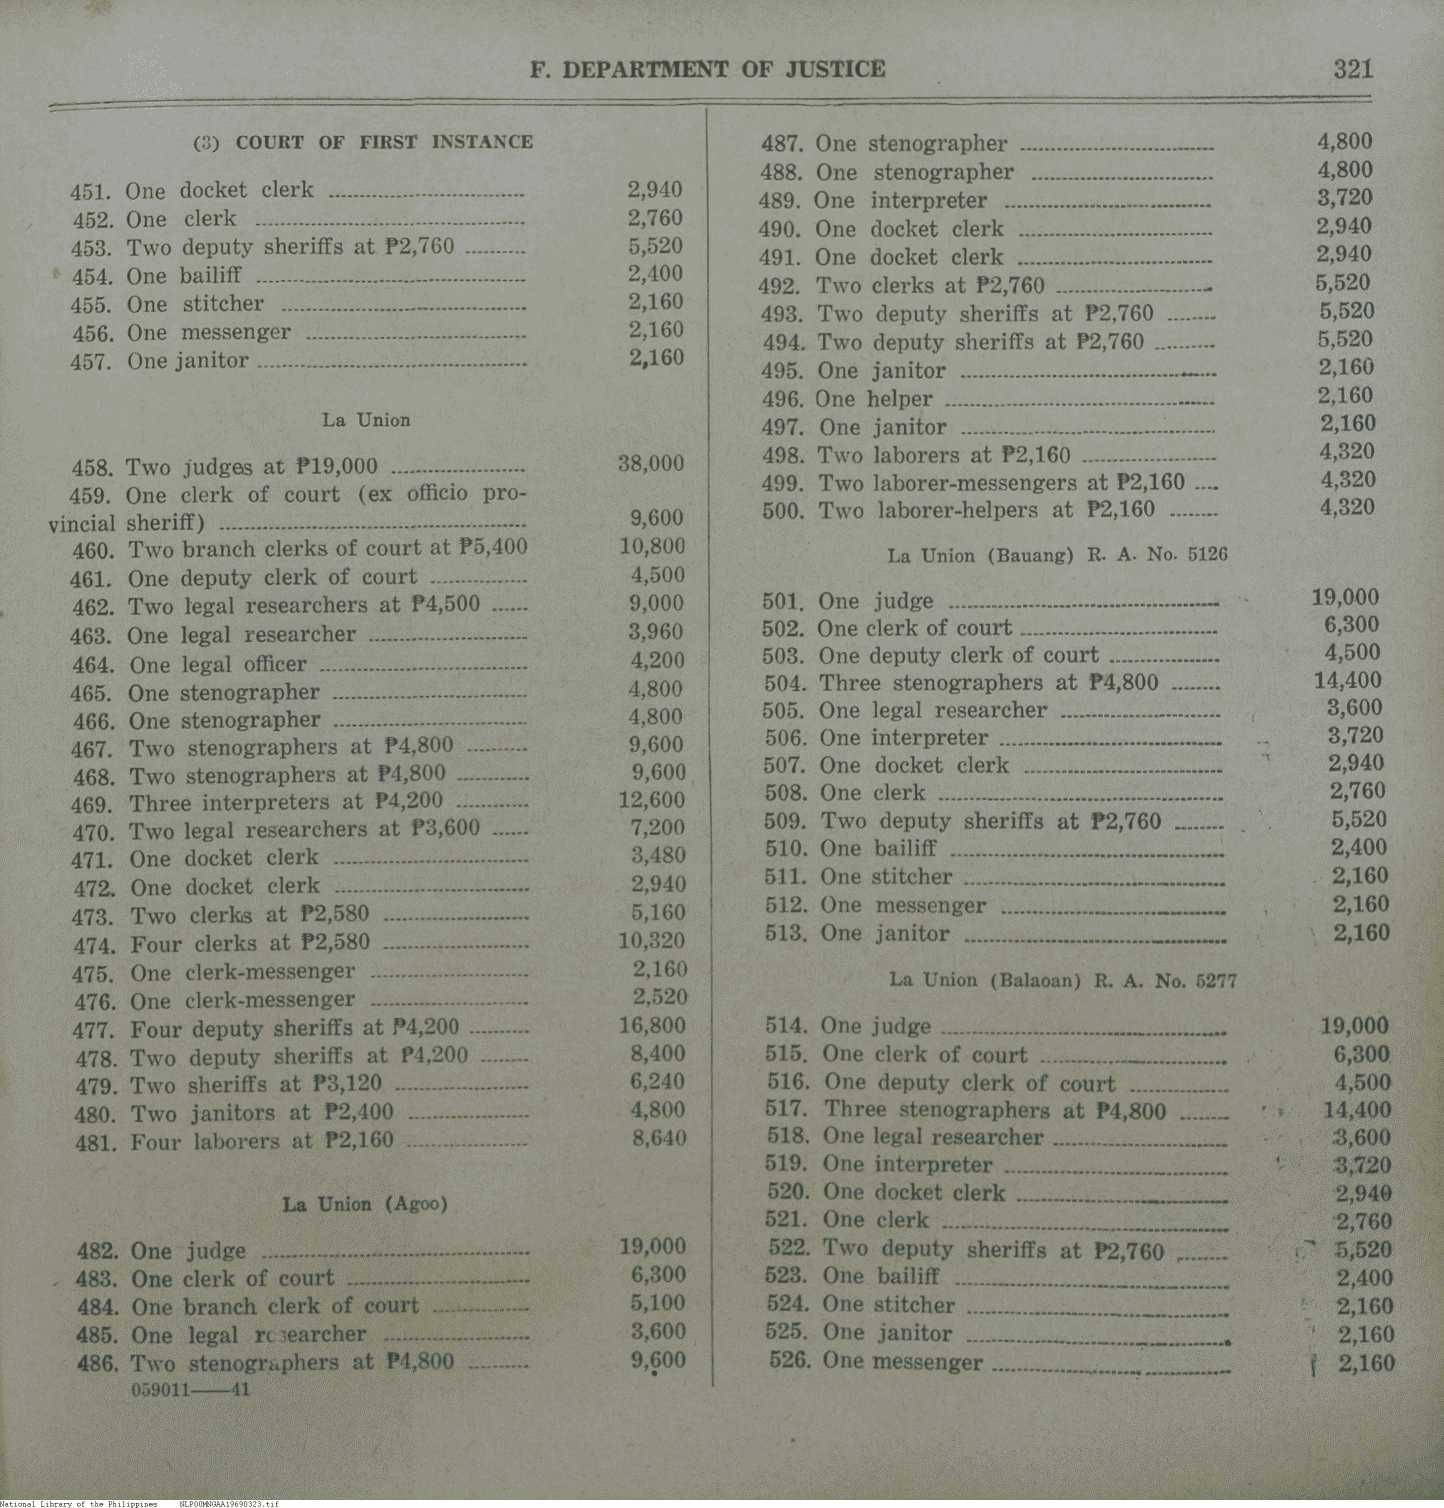 F. DEPARTMENT OF JUSTICE 321
(3) COURT OF FIRST INSTANCE
451. One docket clerk 2,940
452. One clerk 2,760
453. Two deputy sheriffs at ₱2,760 5,520
454. One bailiff 2,400
455. One stitcher 2,160
456. One messenger 2,160
457. One janitor 2,160
La Union
458. Two judges at ₱19,000 38,000
459. One clerk of court (ex officio pro-
vincial sheriff) 9,600
460. Two branch clerks of court at ₱5,400 10,800
461. One deputy clerk of court 4,500
462. Two legal researchers at ₱4,500 9,000
463. One legal researcher 3,960
464. One legal officer 4,200
465. One stenographer 4,800
466. One stenographer 4,800
467. Two stenographers at ₱4,800 9,600
468. Two stenographers at ₱4,800 9,600
469. Three interpreters at ₱4,200 12,600
470. Two legal researchers at ₱3,600 7,200
471. One docket clerk 3,480
472. One docket clerk 2,940
473. Two clerks at ₱2,580 5,160
474. Four clerks at ₱2,580 10,320
475. One clerk-messenger 2,160
476. One clerk-messenger 2,520
477. Four deputy sheriffs at ₱4,200 16,800
478. Two deputy sheriffs at ₱4,200 8,400
479. Two sheriffs at ₱3,120 6,240
480. Two janitors at ₱2,400 4,800
481. Four laborers at ₱2,160 8,640
La Union (Agoo)
482. One judge 19,000
483. One clerk of court 6,300
484. One branch clerk of court 5,100
485. One legal researcher 3,600
486. Two stenographers at ₱4,800 9,600
059011——41
487. One stenographer 4,800
488. One stenographer 4,800
489. One interpreter 3,720
490. One docket clerk 2,940
491. One docket clerk 2,940
492. Two clerks at ₱2,760 5,520
493. Two deputy sheriffs at ₱2,760 5,520
494. Two deputy sheriffs at ₱2,760 5,520
495. One janitor 2,160
496. One helper 2,160
497. One janitor 2,160
498. Two laborers at ₱2,160 4,320
499. Two laborer-messengers at ₱2,160 4,320
500. Two laborer-helpers at ₱2,160 4,320
La Union (Bauang) R. A. No. 5126
501. One judge 19,000
502. One clerk of court 6,300
503. One deputy clerk of court 4,500
504. Three stenographers at ₱4,800 14,400
505. One legal researcher 3,600
506. One interpreter 3,720
507. One docket clerk 2,940
508. One clerk 2,760
509. Two deputy sheriffs at ₱2,760 5,520
510. One bailiff 2,400
511. One stitcher 2,160
512. One messenger 2,160
513. One janitor 2,160
La Union (Balaoan) R. A. No. 5277
514. One judge 19,000
515. One clerk of court 6,300
516. One deputy clerk of court 4,500
517. Three stenographers at ₱4,800 14,400
518. One legal researcher 3,600
519. One interpreter 3,720
520. One docket clerk 2,940
521. One clerk 2,760
522. Two deputy sheriffs at ₱2,760 5,520
523. One bailiff 2,400
524. One stitcher 2,160
525. One janitor 2,160
526. One messenger 2,160
National Library of the Philippines NLP00MNGAA19690323.tif